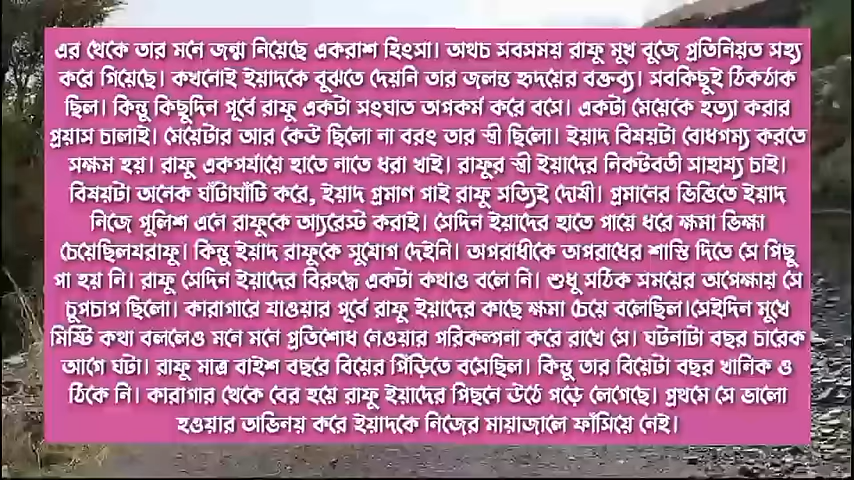 এর থেকে তার মনে জন্ম নিয়েছে একরাশ হিংসা। অথচ সবসময় রাফু মুখ বুজে প্রতিনিয়ত সহ্য
করে গিয়েছে। কখনোই ইয়াদকে বুঝতে দেয়নি তার জলন্ত হৃদয়ের বক্তব্য। সবকিছুই ঠিকঠাক
ছিল। কিন্তু কিছুদিন পূর্বে রাফু একটা সংঘাত অপকর্ম করে বসে। একটা মেয়েকে হত্যা করার
প্রয়াস চালাই। মেয়েটার আর কেউ ছিলো না বরং তার স্ত্রী ছিলো। ইয়াদ বিষয়টা বোধগম্য করতে
সক্ষম হয়। রাফু একপর্যায়ে হাতে নাতে ধরা খাই। রাফুর স্ত্রী ইয়াদের নিকটবর্তী সাহায্য চাই।
বিষয়টা অনেক ঘাঁটাঘাঁটি করে, ইয়াদ প্রমাণ পাই রাফু সত্যিই দোষী। প্রমানের ভিত্তিতে ইয়াদ
নিজে পুলিশ এনে রাফুকে অ্যারেস্ট করাই। সেদিন ইয়াদের হাতে পায়ে ধরে ক্ষমা ভিক্ষা
চেয়েছিলযরাফু। কিন্তু ইয়াদ রাফুকে সুযোগ দেইনি। অপরাধীকে অপরাধের শাস্তি দিতে সে পিছু
পা হয় নি। রাফু সেদিন ইয়াদের বিরুদ্ধে একটা কথাও বলে নি। শুধু সঠিক সময়ের অপেক্ষায় সে
চুপচাপ ছিলো। কারাগারে যাওয়ার পূর্বে রাফু ইয়াদের কাছে ক্ষমা চেয়ে বলেছিল।সেইদিন মুখে
মিষ্টি কথা বললেও মনে মনে প্রতিশোধ নেওয়ার পরিকল্পনা করে রাখে সে। ঘটনাটা বছর চারেক
আগে ঘটা। রাফু মাত্র বাইশ বছরে বিয়ের পিঁড়িতে বসেছিল। কিন্তু তার বিয়েটা বছর খানিক ও
ঠিকে নি। কারাগার থেকে বের হয়ে রাফু ইয়াদের পিছনে উঠে পড়ে লেগেছে। প্রথমে সে ভালো
হওয়ার অভিনয় করে ইয়াদকে নিজের মায়াজালে ফাঁসিয়ে নেই।